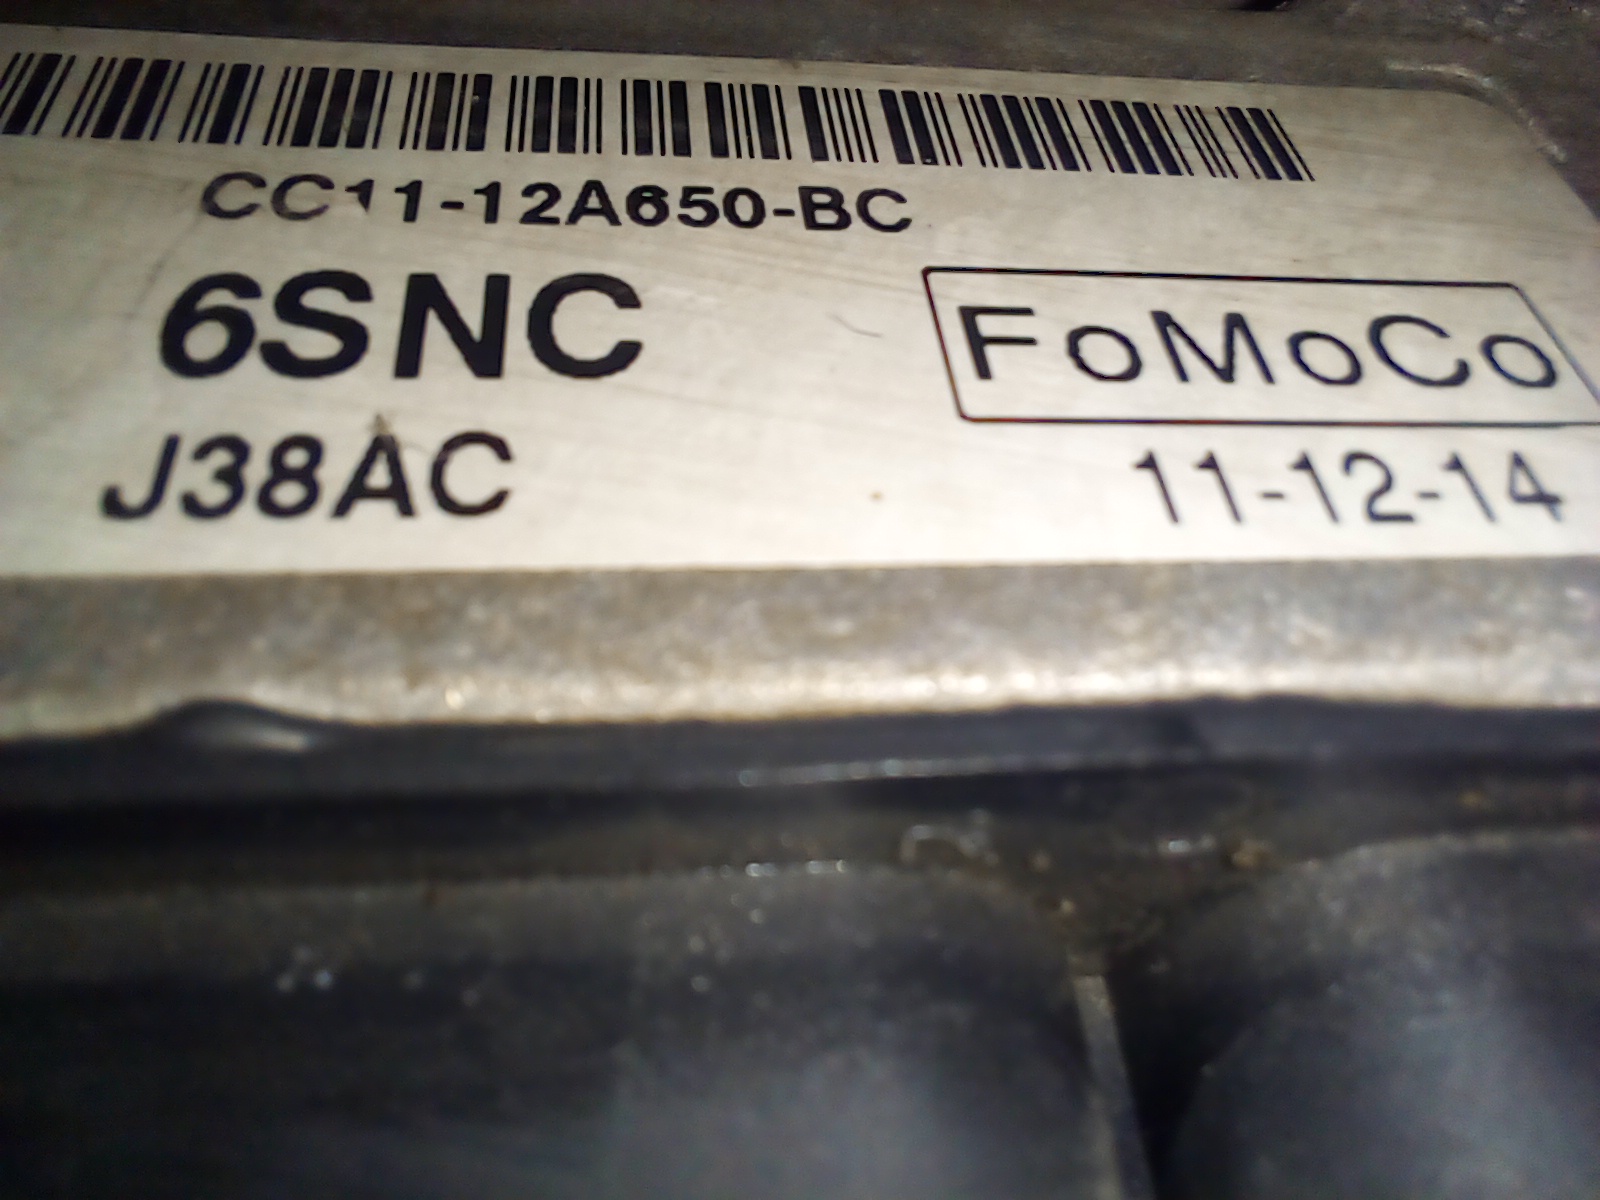 CC11-12A650-BC
6SNC
FoMoCo
J38AC
11-12-14